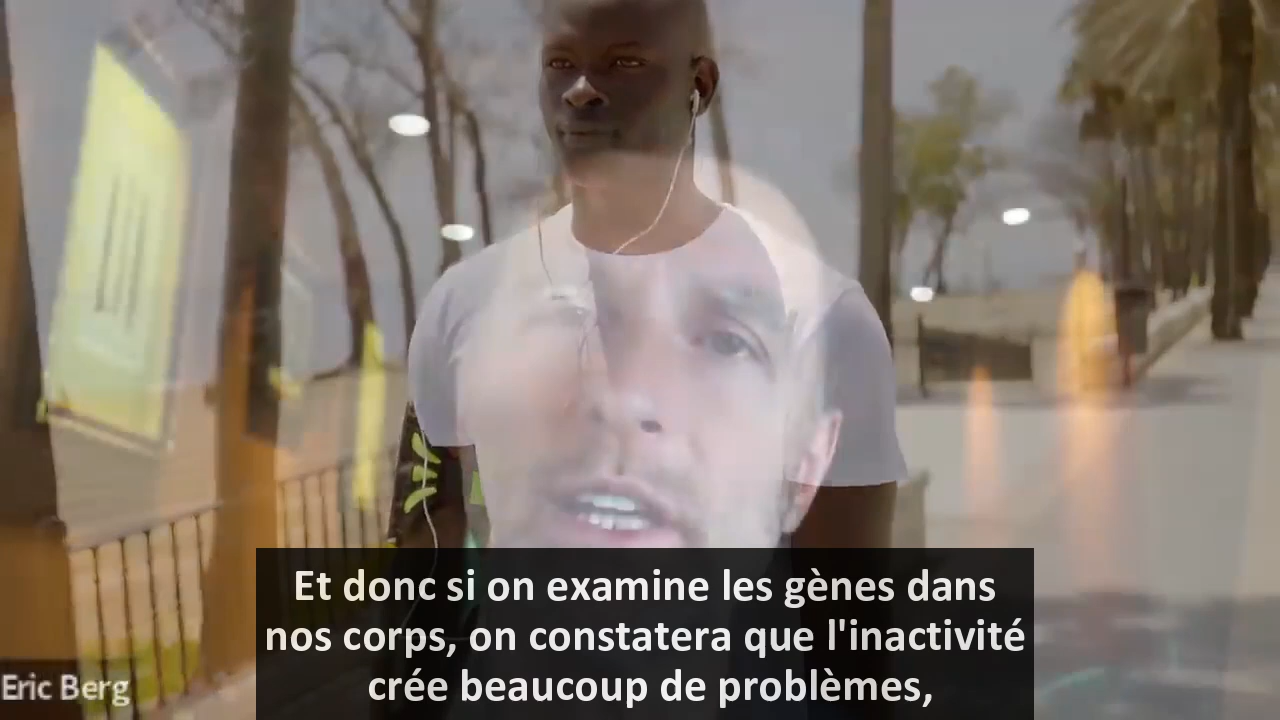 Et donc si on examine les gènes dans
nos corps, on constatera que l'inactivité
crée beaucoup de problèmes,
Eric Berg